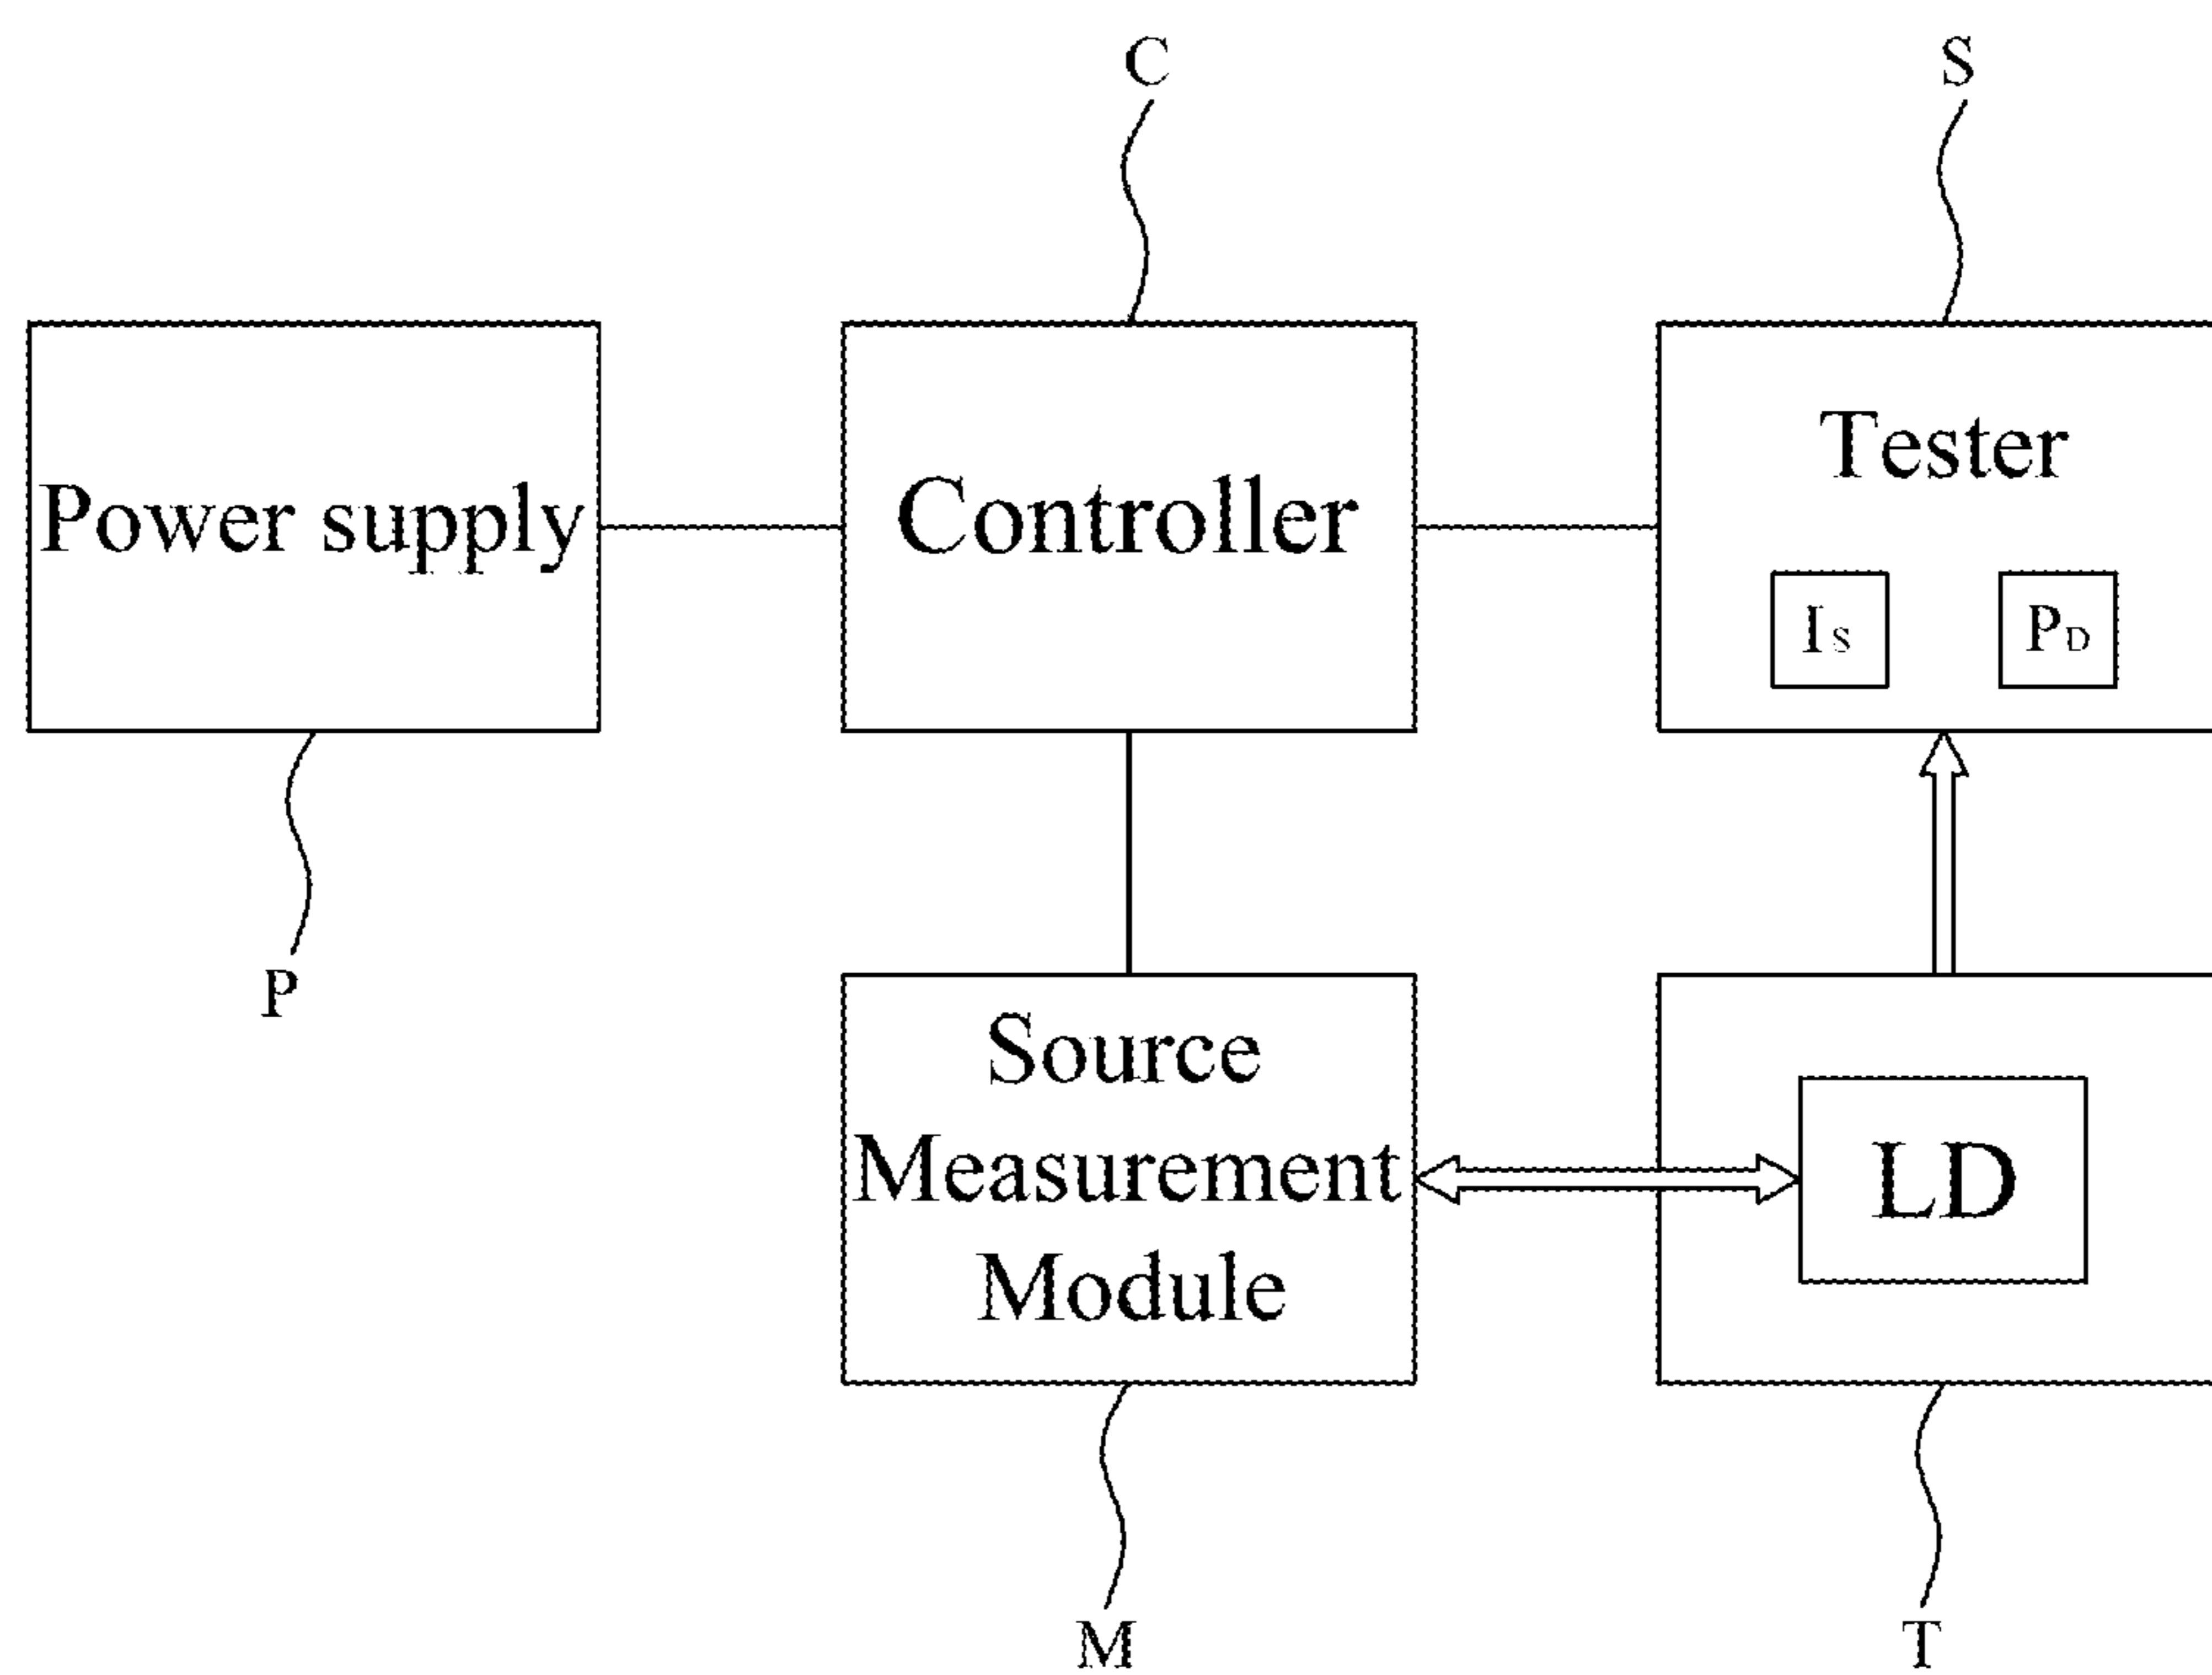 C
S
Power supply
Controller
Tester
IS
PD
P
Source
Measurement
Module
LD
M
T